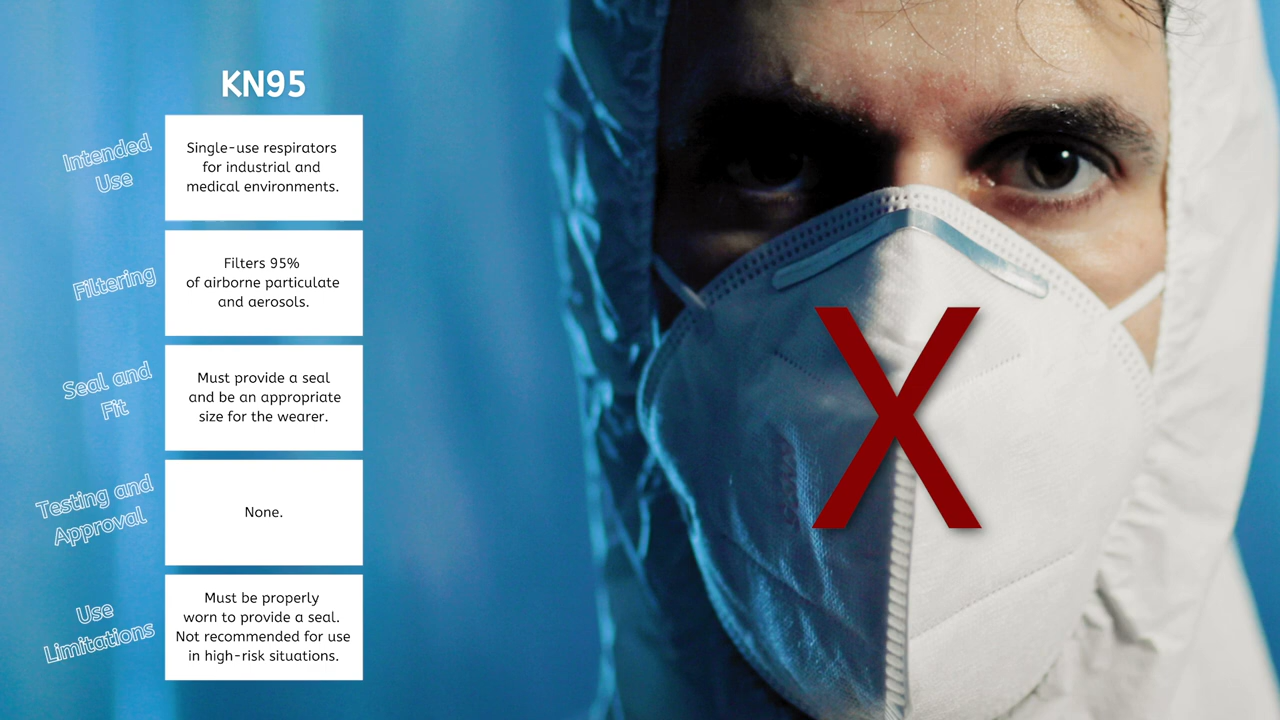 KN95
Intended
Use
Single-use respirators
for industrial and
medical environments.
Filtering
Filters 95%
of airborne particulate
and aerosols.
Seal and
Fit
Must provide a seal
and be an appropriate
size for the wearer.
Testing and
Approval
None.
Use
Limitations
Must be properly
worn to provide a seal.
Not recommended for use
in high-risk situations.
X